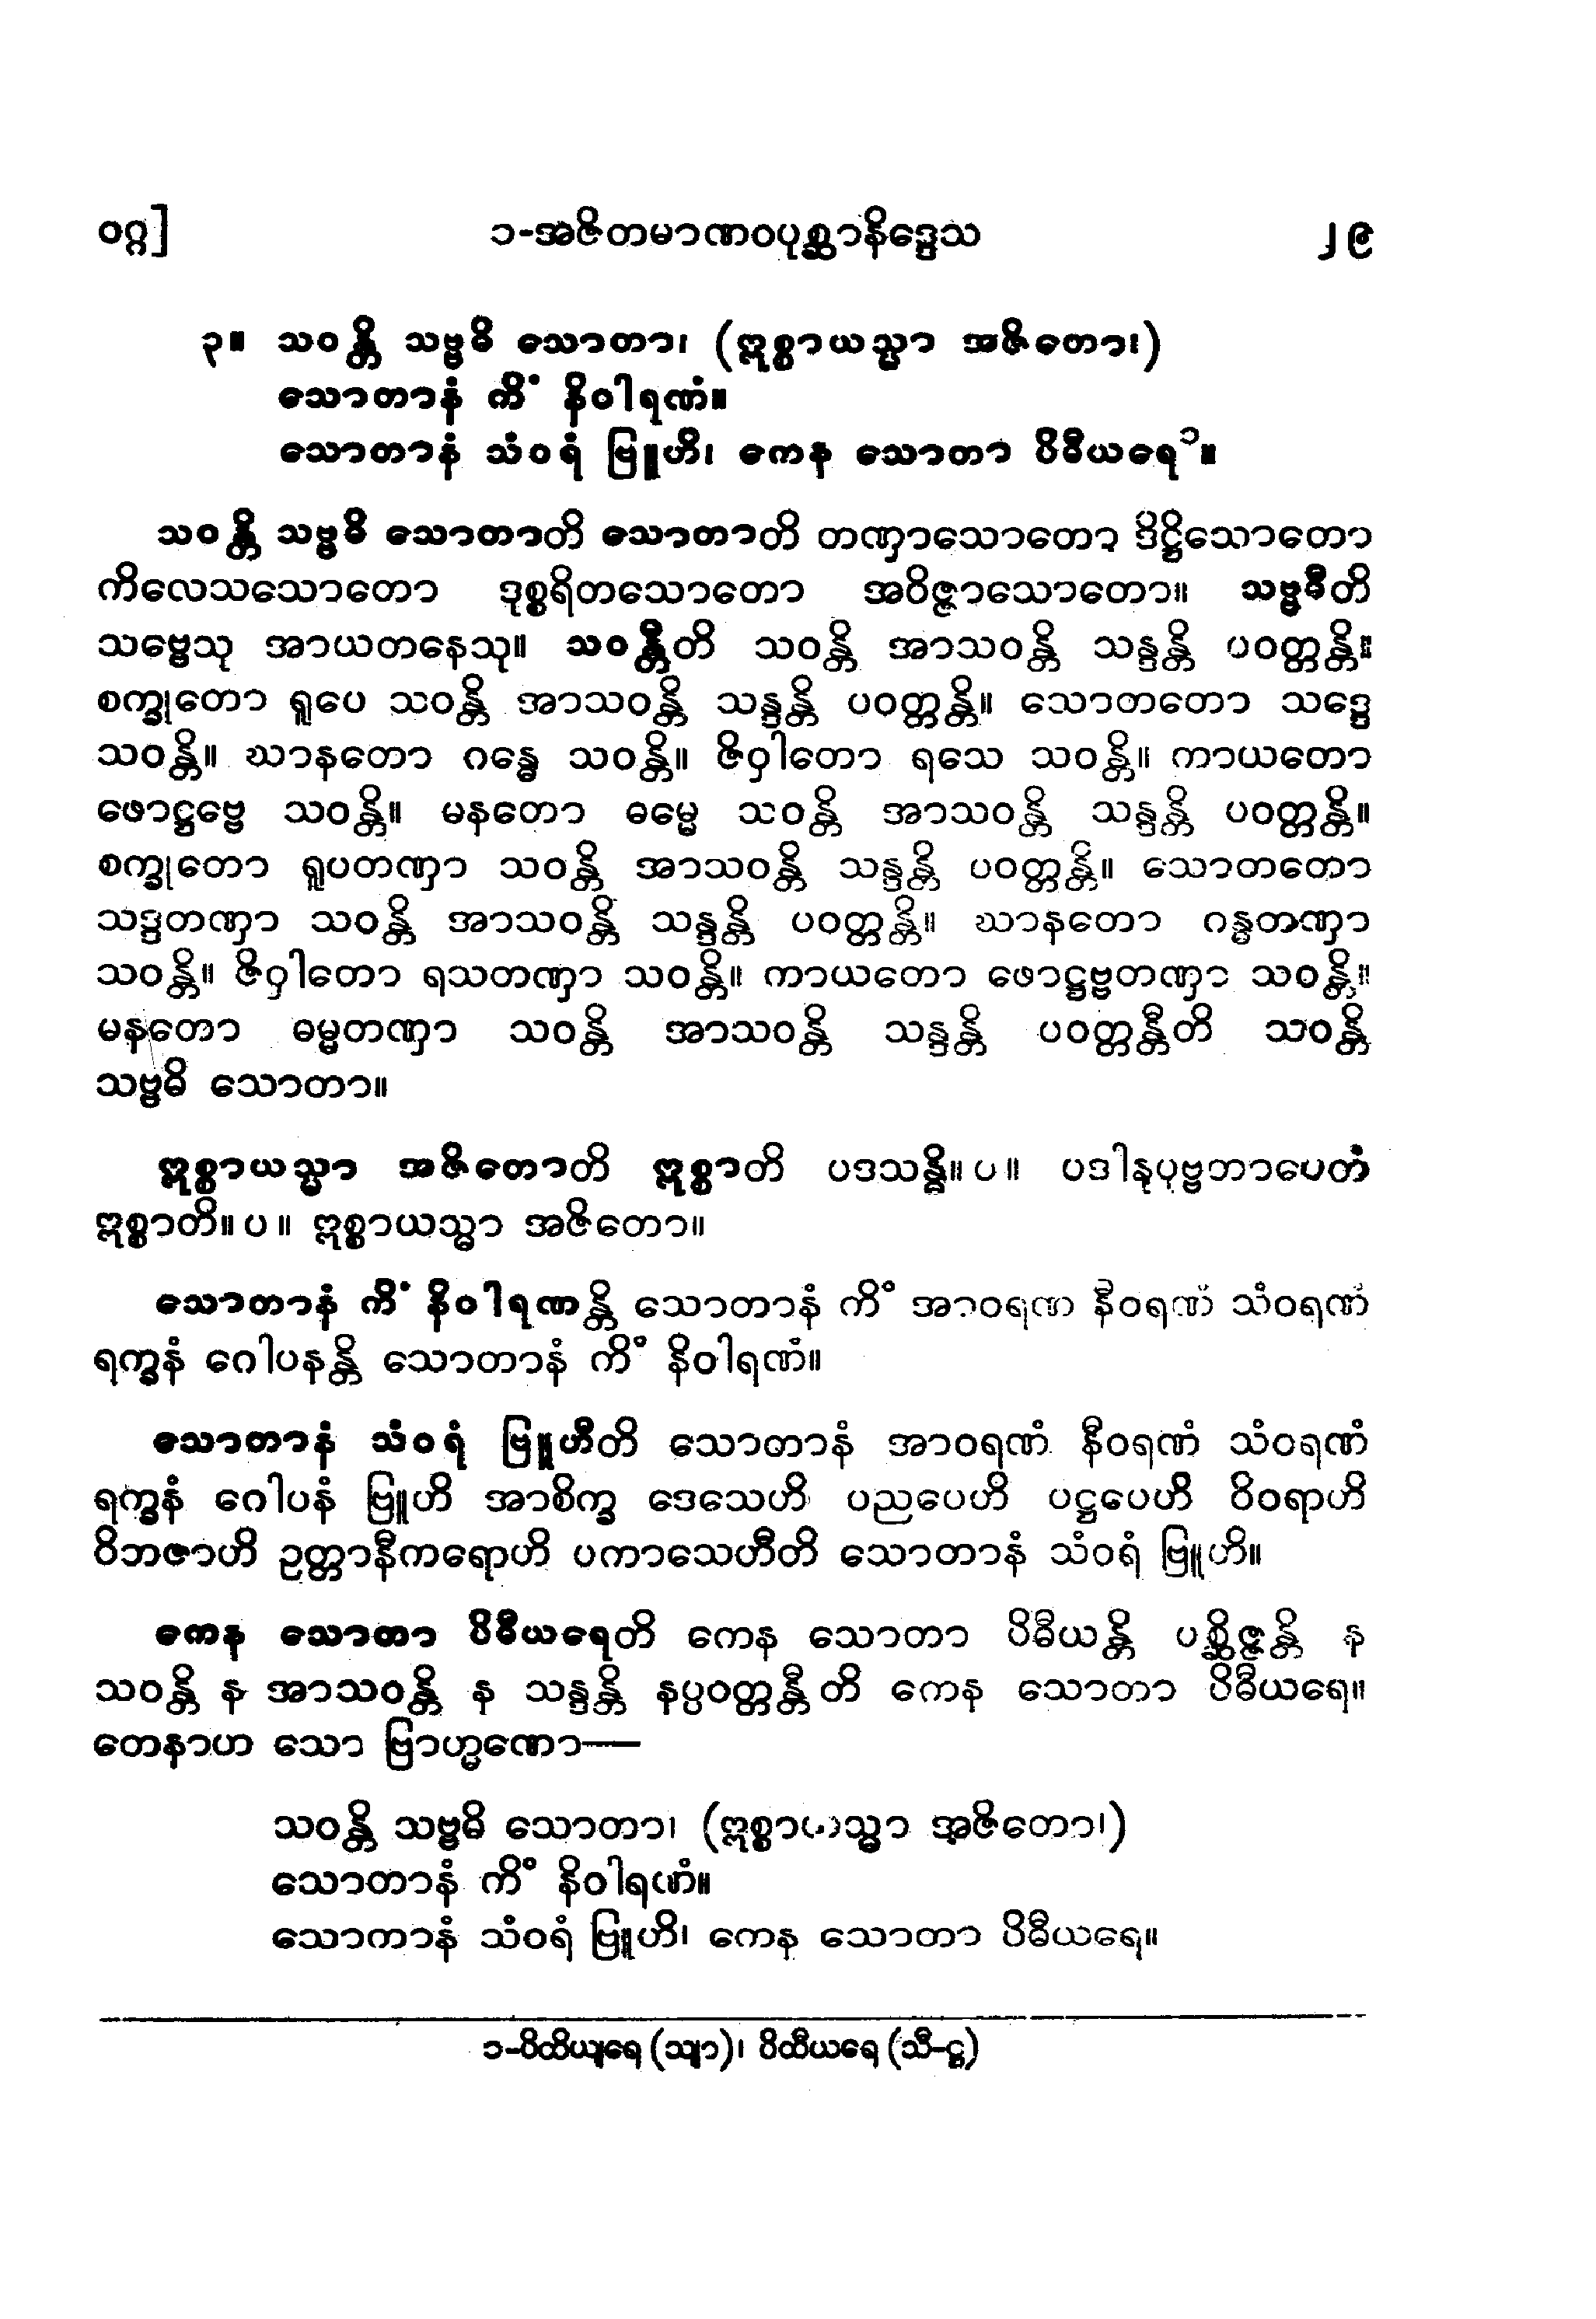 ဝဂ္ဂ] ၁-အဇိတမာဏဝပုစ္ဆာနိဒ္ဒေသ ၂၉
၃။ သဝန္တိ သဗ္ဗဓိ သောတာ၊ (ဣစ္စာယသ္မာ အဇိတော၊)
သောတာနံ ကိံ နိဝါရဏံ။
သောတာနံ သံဝရံ ဗြူဟိ၊ ကေန သောတာ ပိဓီယရေ ၁။
သဝန္တိ သဗ္ဗဓိ သောတာတိ သောတာတိ တဏှာသောတော ဒိဋ္ဌိသောတော
ကိလေသသောတော ဒုစ္စရိတသောတော အဝိဇ္ဇာသောတော။ သဗ္ဗဓီတိ
သဗ္ဗေသု အာယတနေသု။ သဝန္တီတိ သဝန္တိ အာသဝန္တိ သန္ဒန္တိ ပဝတ္တန္တိ။
စက္ခုတော ရူပေ သဝန္တိ အာသဝန္တိ သန္ဒန္တိ ပဝတ္တန္တိ။ သောတတော သဒ္ဒေ
သဝန္တိ။ ဃာနတော ဂန္ဓေ သဝန္တိ။ ဇိဝှါတော ရသေ သဝန္တိ။ ကာယတော
ဖောဋ္ဌဗ္ဗေ သဝန္တိ။ မနတော ဓမ္မေ သဝန္တိ အာသဝန္တိ သန္ဒန္တိ ပဝတ္တန္တိ။
စက္ခုတော ရူပတဏှာ သဝန္တိ အာသဝန္တိ သန္ဒန္တိ ပဝတ္တန္တိ။ သောတတော
သဒ္ဒတဏှာ သဝန္တိ အာသဝန္တိ သန္ဒန္တိ ပဝတ္တန္တိ။ ဃာနတော ဂန္ဓတဏှာ
သဝန္တိ။ ဇိဝှါတော ရသတဏှာ သဝန္တိ။ ကာယတော ဖောဋ္ဌဗ္ဗတဏှာ သဝန္တိ။
မနတော ဓမ္မတဏှာ သဝန္တိ အာသဝန္တိ သန္ဒန္တိ ပဝတ္တန္တီတိ သဝန္တိ
သဗ္ဗဓိ သောတာ။
ဣစ္စာယသ္မာ အဇိတောတိ ဣစ္စာတိ ပဒသန္ဓိ။ ပ ။ ပဒါနုပုဗ္ဗတာပေတံ
ဣစ္စာတိ။ ပ ။ ဣစ္စာယသ္မာ အဇိတော။
သောတာနံ ကိံ နိဝါရဏန္တိ သောတာနံ ကိံ အာဝရဏံ နီဝရဏံ သံဝရဏံ
ရက္ခနံ ဂေါပနန္တိ သောတာနံ ကိံ နိဝါရဏံ။
သောတာနံ သံဝရံ ဗြူဟီတိ သောတာနံ အာဝရဏံ နီဝရဏံ သံဝရဏံ
ရက္ခနံ ဂေါပနံ ဗြူဟိ အာစိက္ခ ဒေသေဟိ ပညပေဟိ ပဋ္ဌပေဟိ ဝိဝရာဟိ
ဝိဘဇာဟိ ဥတ္တာနီကရောဟိ ပကာသေဟီတိ သောတာနံ သံဝရံ ဗြူဟိ။
ကေန သောတာ ပိဓီယရေတိ ကေန သောတာ ပိဓီယန္တိ ပစ္ဆိဇ္ဇန္တိ န
သဝန္တိ န အာသဝန္တိ န သန္ဒန္တိ နပ္ပဝတ္တန္တီတိ ကေန သောတာ ပိဓီယရေ။
တေနာဟ သော ဗြာဟ္မဏော—
သဝန္တိ သဗ္ဗဓိ သောတာ၊ (ဣစ္စာယသ္မာ အဇိတော၊)
သောတာနံ ကိံ နိဝါရဏံ။
သောတာနံ သံဝရံ ဗြူဟိ၊ ကေန သောတာ ပိဓီယရေ။
၁-ပိထိယျရေ (သျာ)၊ ပိထီယရေ (သီ-ဋ္ဌ)